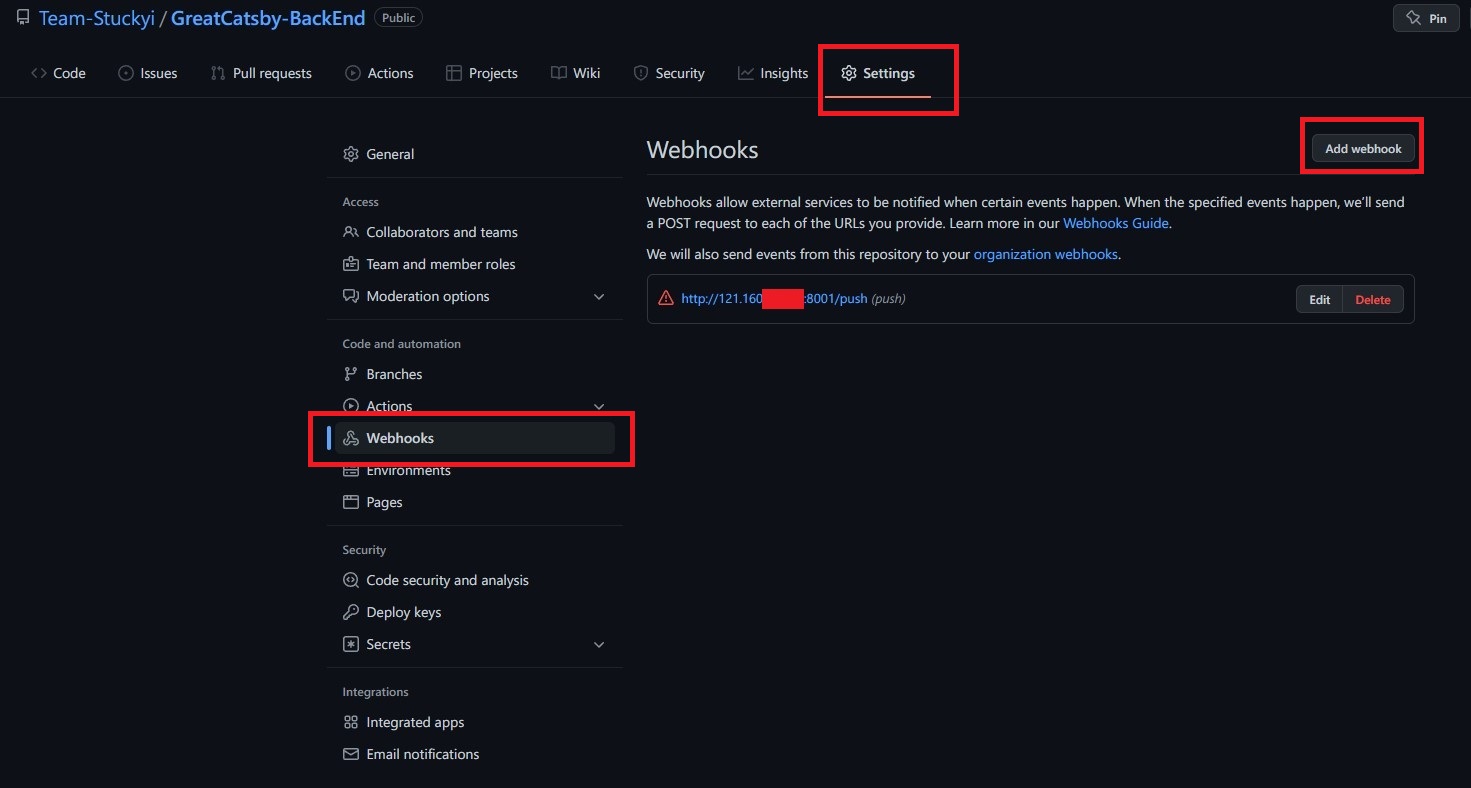 Team-Stuckyi / GreatCatsby-BackEnd Public Pin
Code Issues Pull requests Actions Projects Wiki Security Insights Settings
General
Access
Collaborators and teams
Team and member roles
Moderation options
Code and automation
Branches
Actions
Webhooks
Environments
Pages
Security
Code security and analysis
Deploy keys
Secrets
Integrations
Integrated apps
Email notifications
Webhooks Add webhook
Webhooks allow external services to be notified when certain events happen. When the specified events happen, we’ll send
a POST request to each of the URLs you provide. Learn more in our Webhooks Guide.
We will also send events from this repository to your organization webhooks.
http://121.160 :8001/push (push) Edit Delete